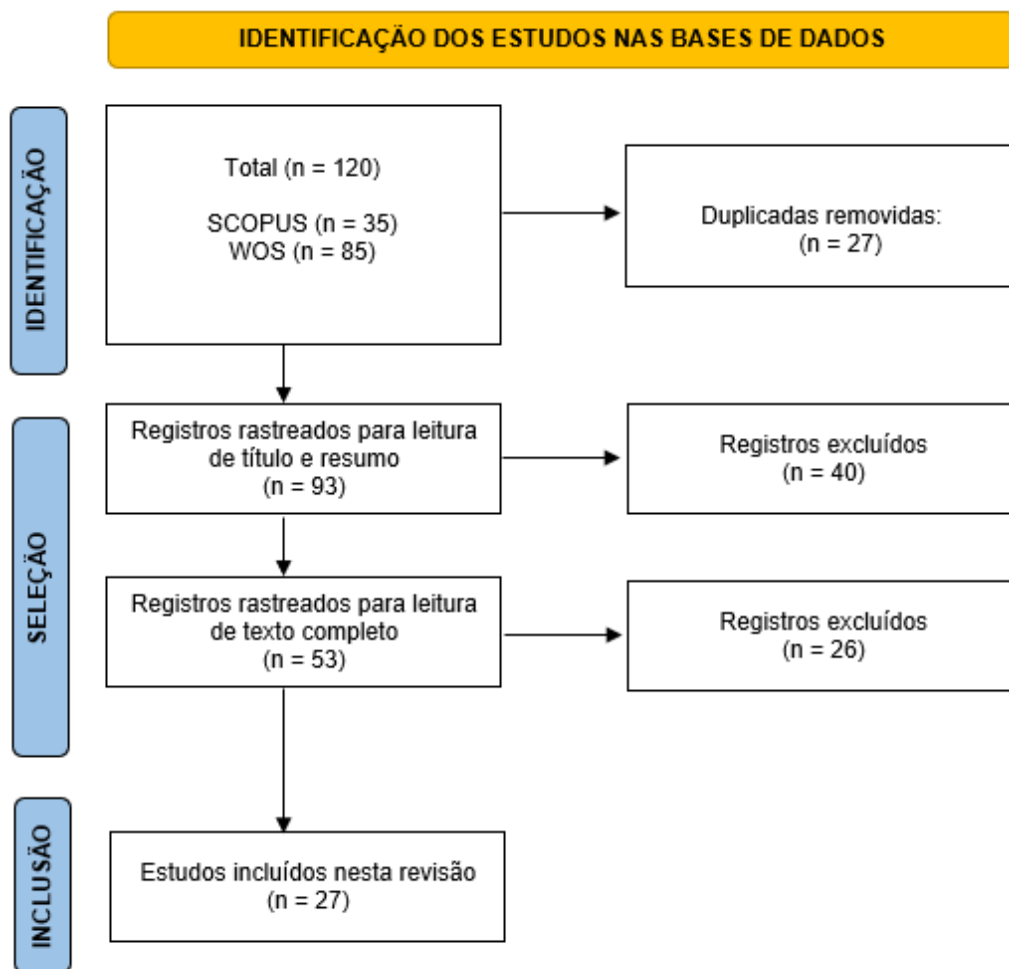 IDENTIFICAÇÃO DOS ESTUDOS NAS BASES DE DADOS
IDENTIFICAÇÃO
Total (n = 120)
SCOPUS (n = 35)
WOS (n = 85)
Duplicadas removidas:
(n = 27)
SELEÇÃO
Registros rastreados para leitura
de título e resumo
(n = 93)
Registros excluídos
(n = 40)
Registros rastreados para leitura
de texto completo
(n = 53)
Registros excluídos
(n = 26)
INCLUSÃO
Estudos incluídos nesta revisão
(n = 27)